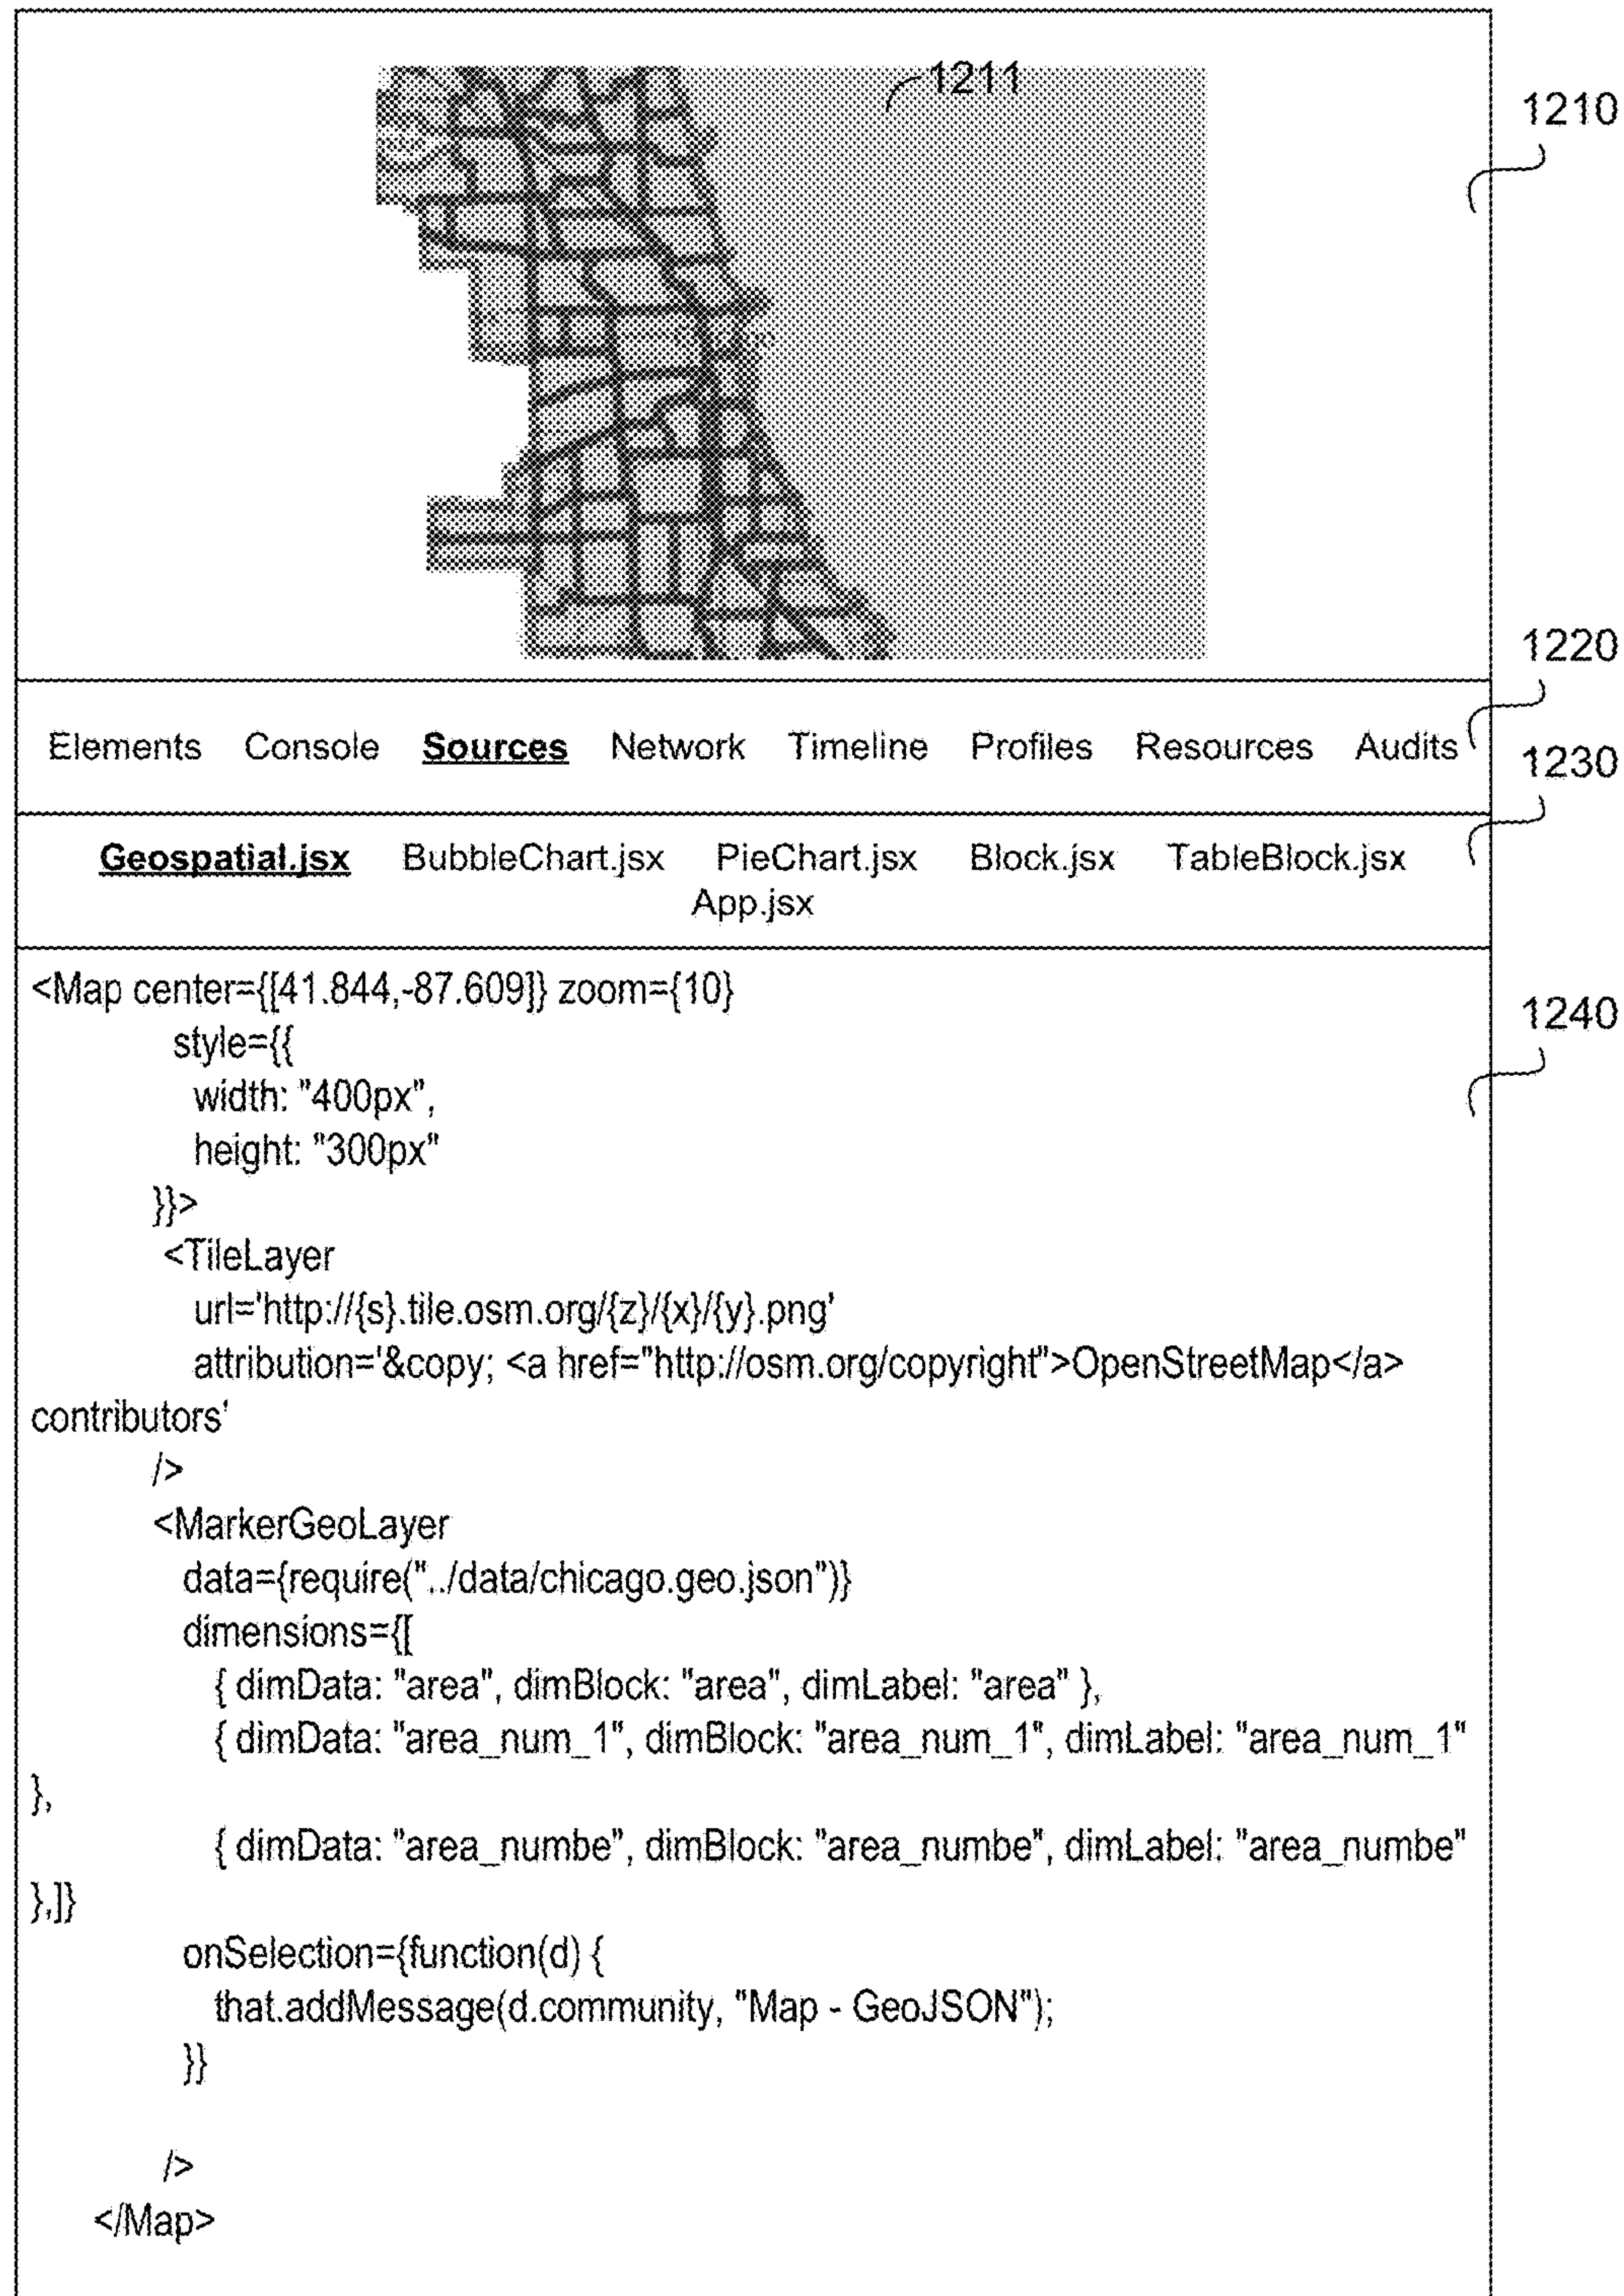 1211
1210
1220
Elements Console Sources Network Timeline Profiles Resources Audits
1230
Geospatial.jsx BubbleChart.jsx PieChart.jsx Block.jsx TableBlock.jsx
App.jsx
<Map center={[41.844,-87.609]} zoom={10}
1240
style={{
width: "400px",
height: "300px"
}}>
<TileLayer
url='http://{s}.tile.osm.org/{z}/{x}/{y}.png'
attribution='&copy; <a href="http://osm.org/copyright">OpenStreetMap</a>
contributors'
/>
<MarkerGeoLayer
data={require("../data/chicago.geo.json")}
dimensions={[
{ dimData: "area", dimBlock: "area", dimLabel: "area" },
{ dimData: "area_num_1", dimBlock: "area_num_1", dimLabel: "area_num_1"
},
{ dimData: "area_numbe", dimBlock: "area_numbe", dimLabel: "area_numbe"
},]}
onSelection={function(d) {
that.addMessage(d.community, "Map - GeoJSON");
}}
/>
</Map>